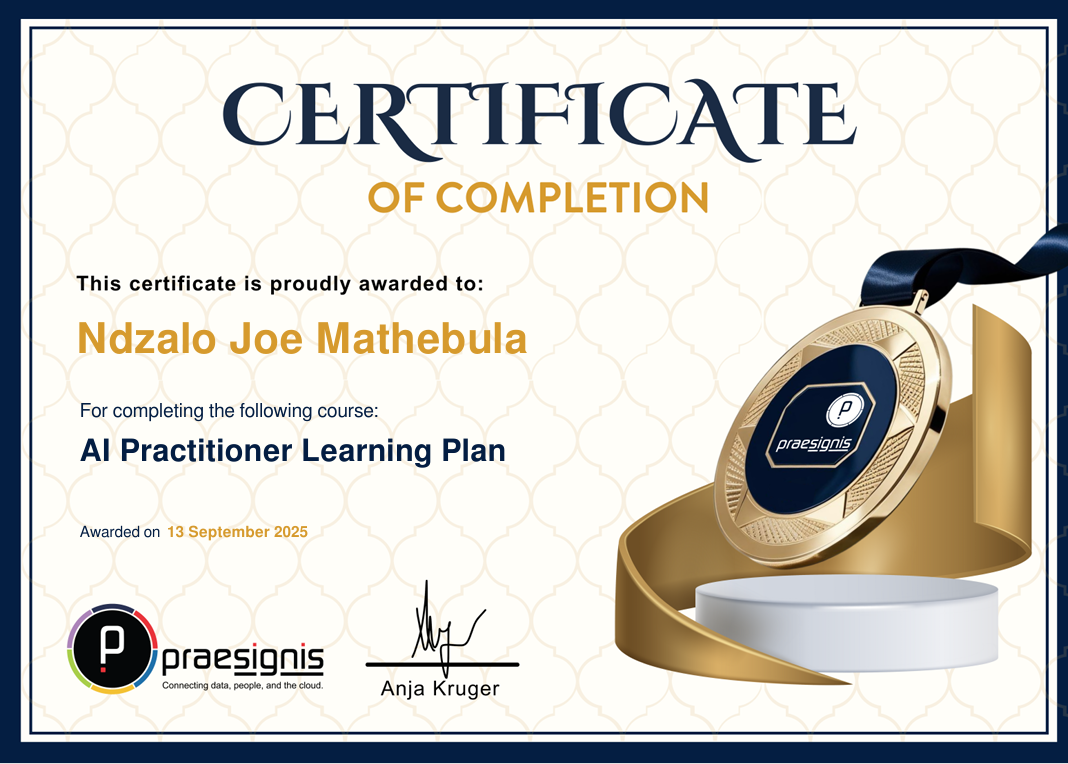 CERTIFICATE
OF COMPLETION
This certificate is proudly awarded to:
Ndzalo Joe Mathebula
For completing the following course:
AI Practitioner Learning Plan
Awarded on 13 September 2025
praesignis
praesignis
Connecting data, people, and the cloud.
Anja Kruger